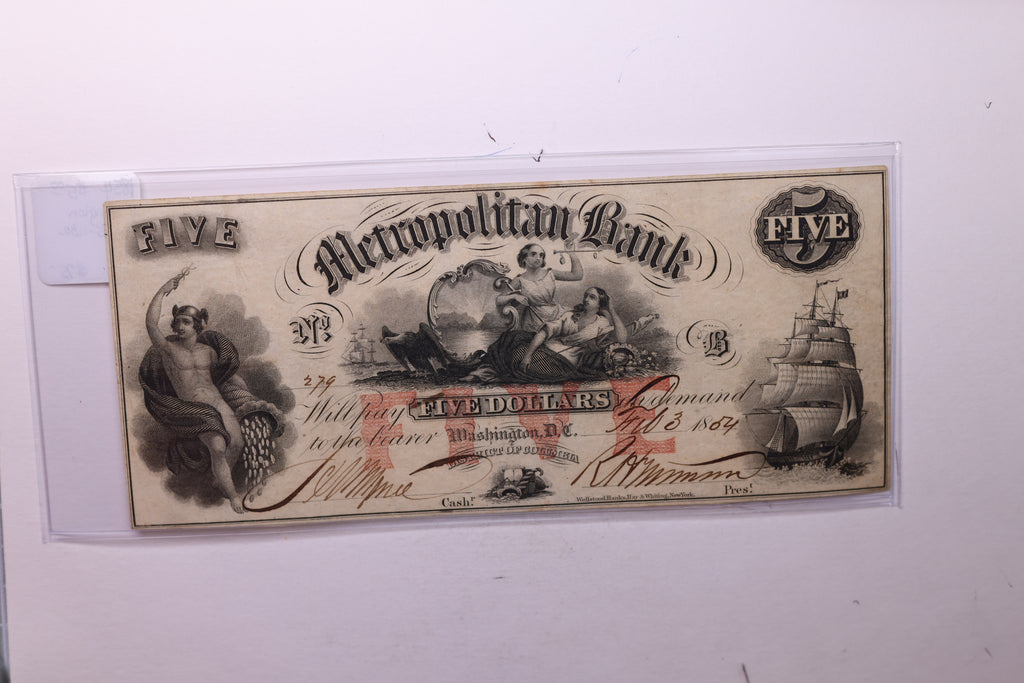 FIVE
Metropolitan Bank
5
FIVE
No.
B
279
Will pay FIVE DOLLARS on demand
to the bearer Washington, D.C. Feb 3 1854
FIVE
DISTRICT OF COLUMBIA
Cash.r
Pres.t
Wellstood, Hanks, Hay & Whiting, New York.